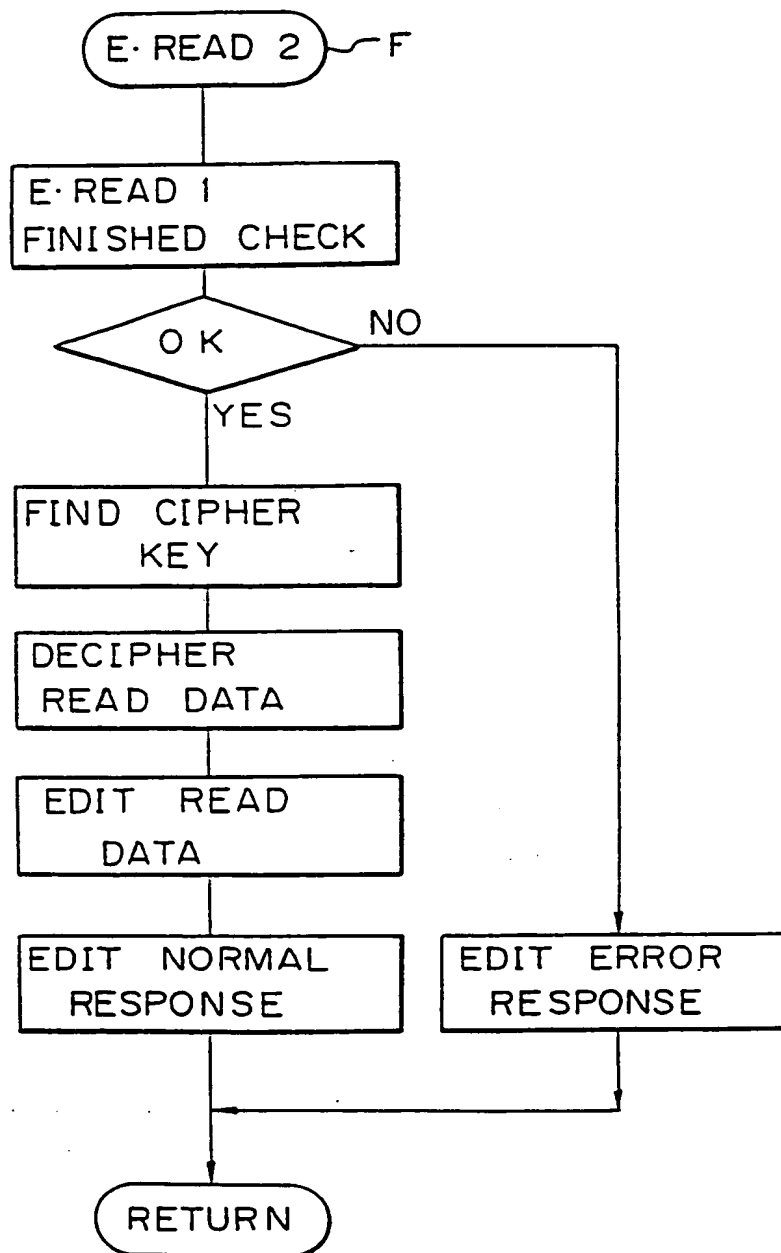 E·READ 2
F
E·READ 1
FINISHED CHECK
OK
NO
YES
FIND CIPHER
KEY
DECIPHER
READ DATA
EDIT READ
DATA
EDIT NORMAL
RESPONSE
EDIT ERROR
RESPONSE
RETURN